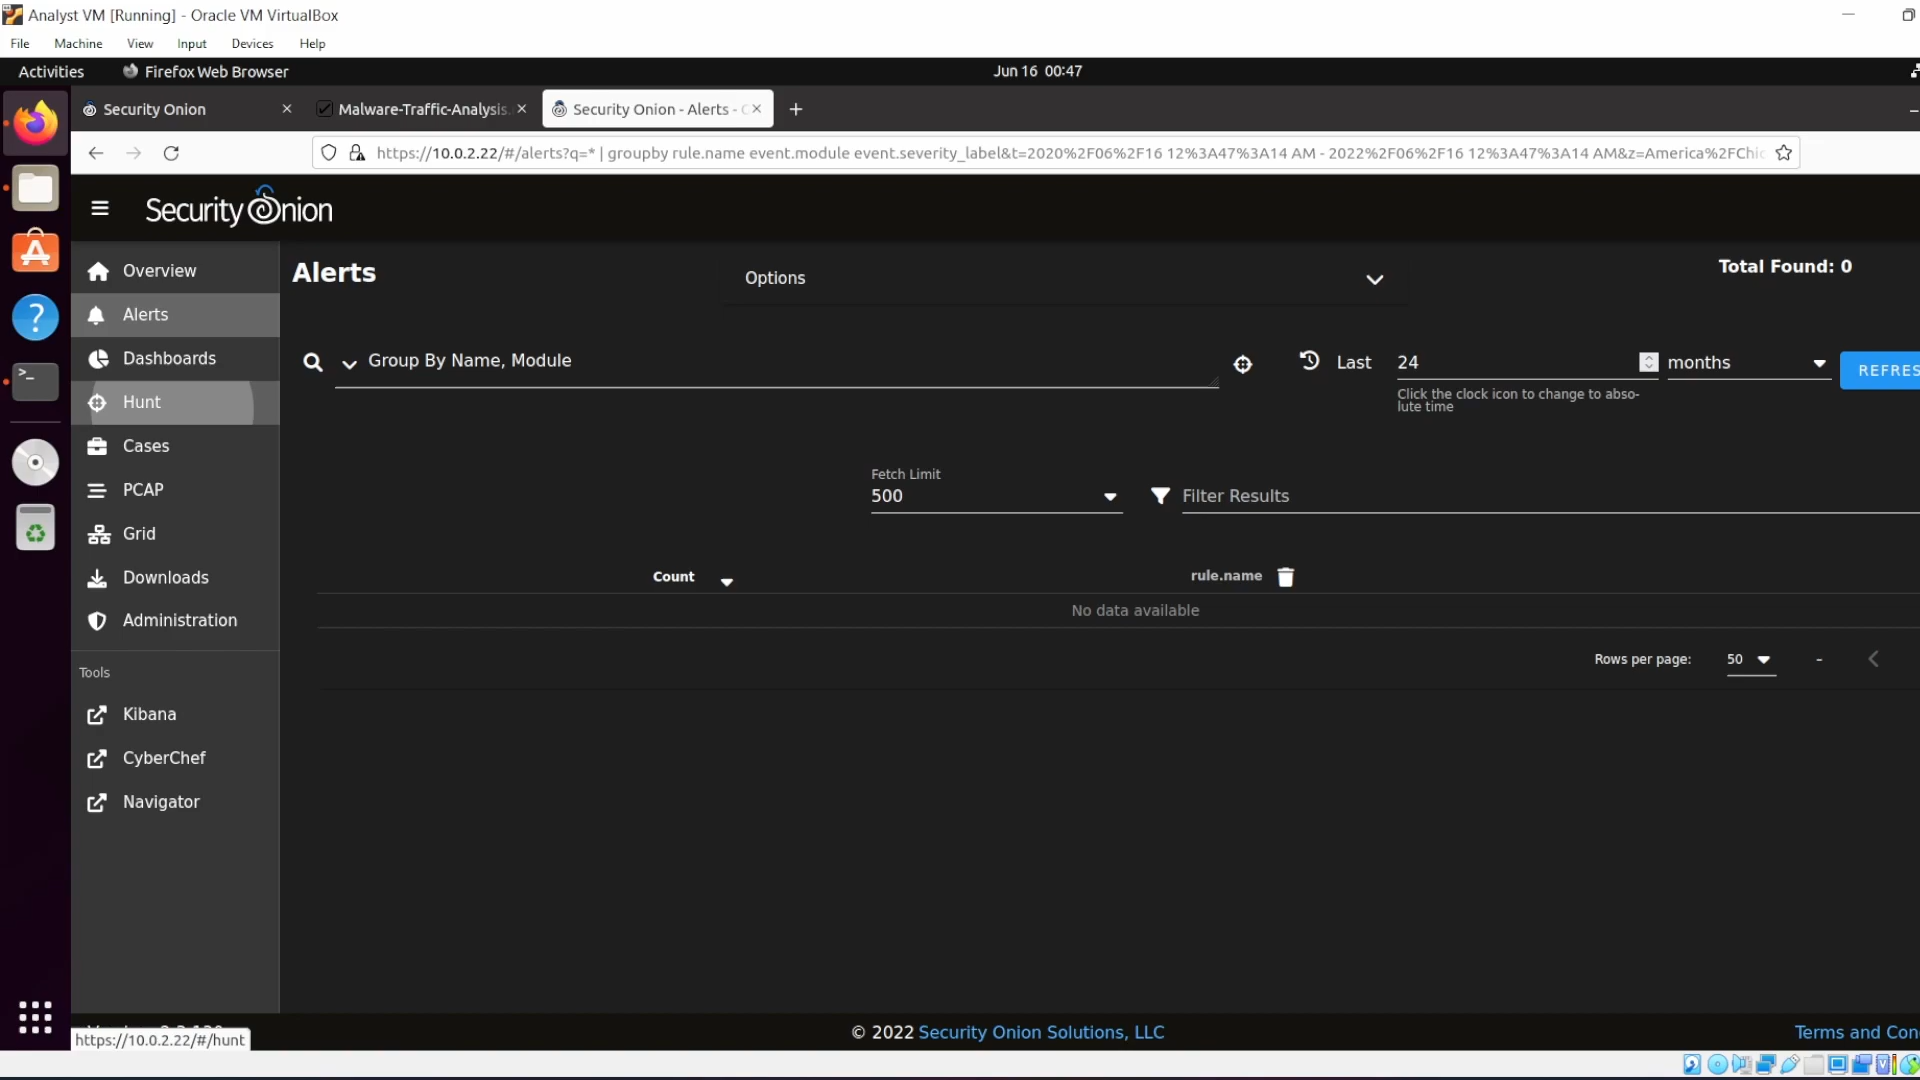 Analyst VM [Running] - Oracle VM VirtualBox
File Machine View Input Devices Help
Activities Firefox Web Browser Jun 16 00:47
Security Onion
Malware-Traffic-Analysis.
Security Onion - Alerts -
https://10.0.2.22/#/alerts?q=* | groupby rule.name event.module event.severity_label&t=2020%2F06%2F16 12%3A47%3A14 AM - 2022%2F06%2F16 12%3A47%3A14 AM&z=America%2FChic
Security Onion
Overview
Alerts
Dashboards
Hunt
Cases
PCAP
Grid
Downloads
Administration
Tools
Kibana
CyberChef
Navigator
https://10.0.2.22/#/hunt
Alerts
Options
Total Found: 0
Group By Name, Module
Last 24 months
REFRES
Click the clock icon to change to abso-
lute time
Fetch Limit
500
Filter Results
Count rule.name
No data available
Rows per page: 50 –
© 2022 Security Onion Solutions, LLC
Terms and Con